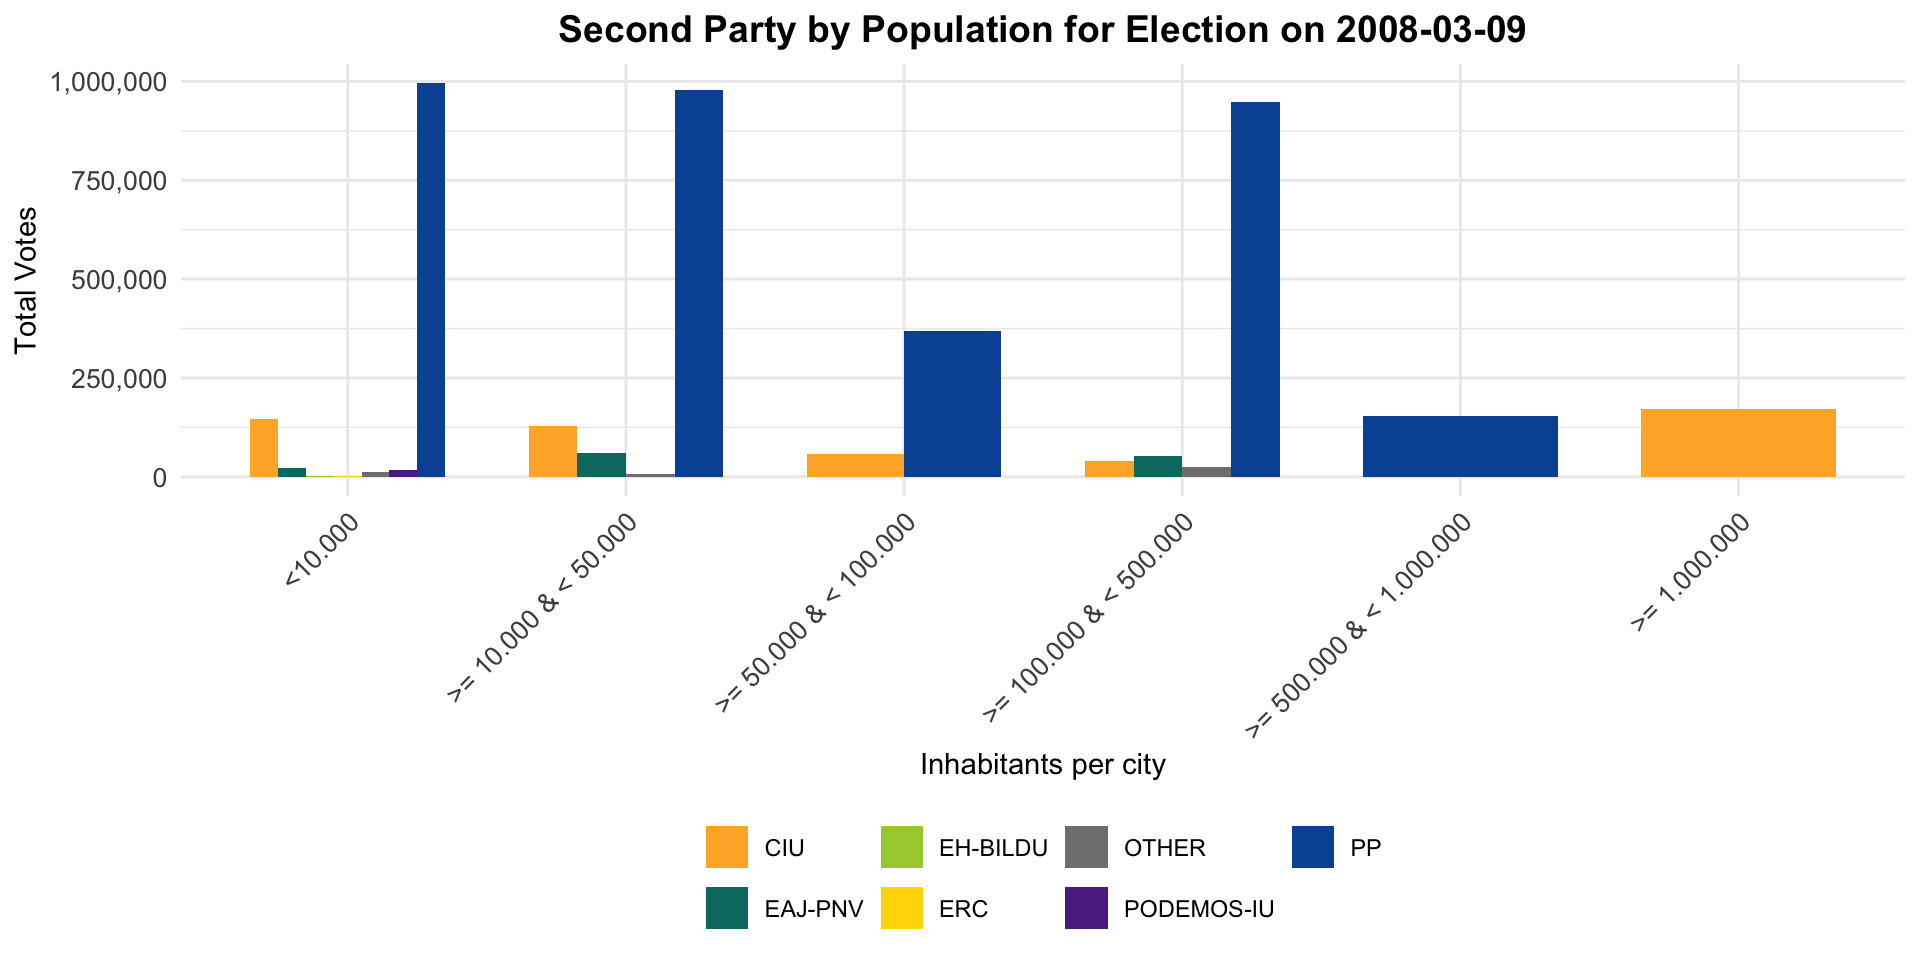 Second Party by Population for Election on 2008-03-09
Total Votes
1,000,000
750,000
500,000
250,000
0
<10.000
>= 10.000 & < 50.000
>= 50.000 & < 100.000
>= 100.000 & < 500.000
>= 500.000 & < 1.000.000
>= 1.000.000
Inhabitants per city
CIU
EH-BILDU
OTHER
PP
EAJ-PNV
ERC
PODEMOS-IU